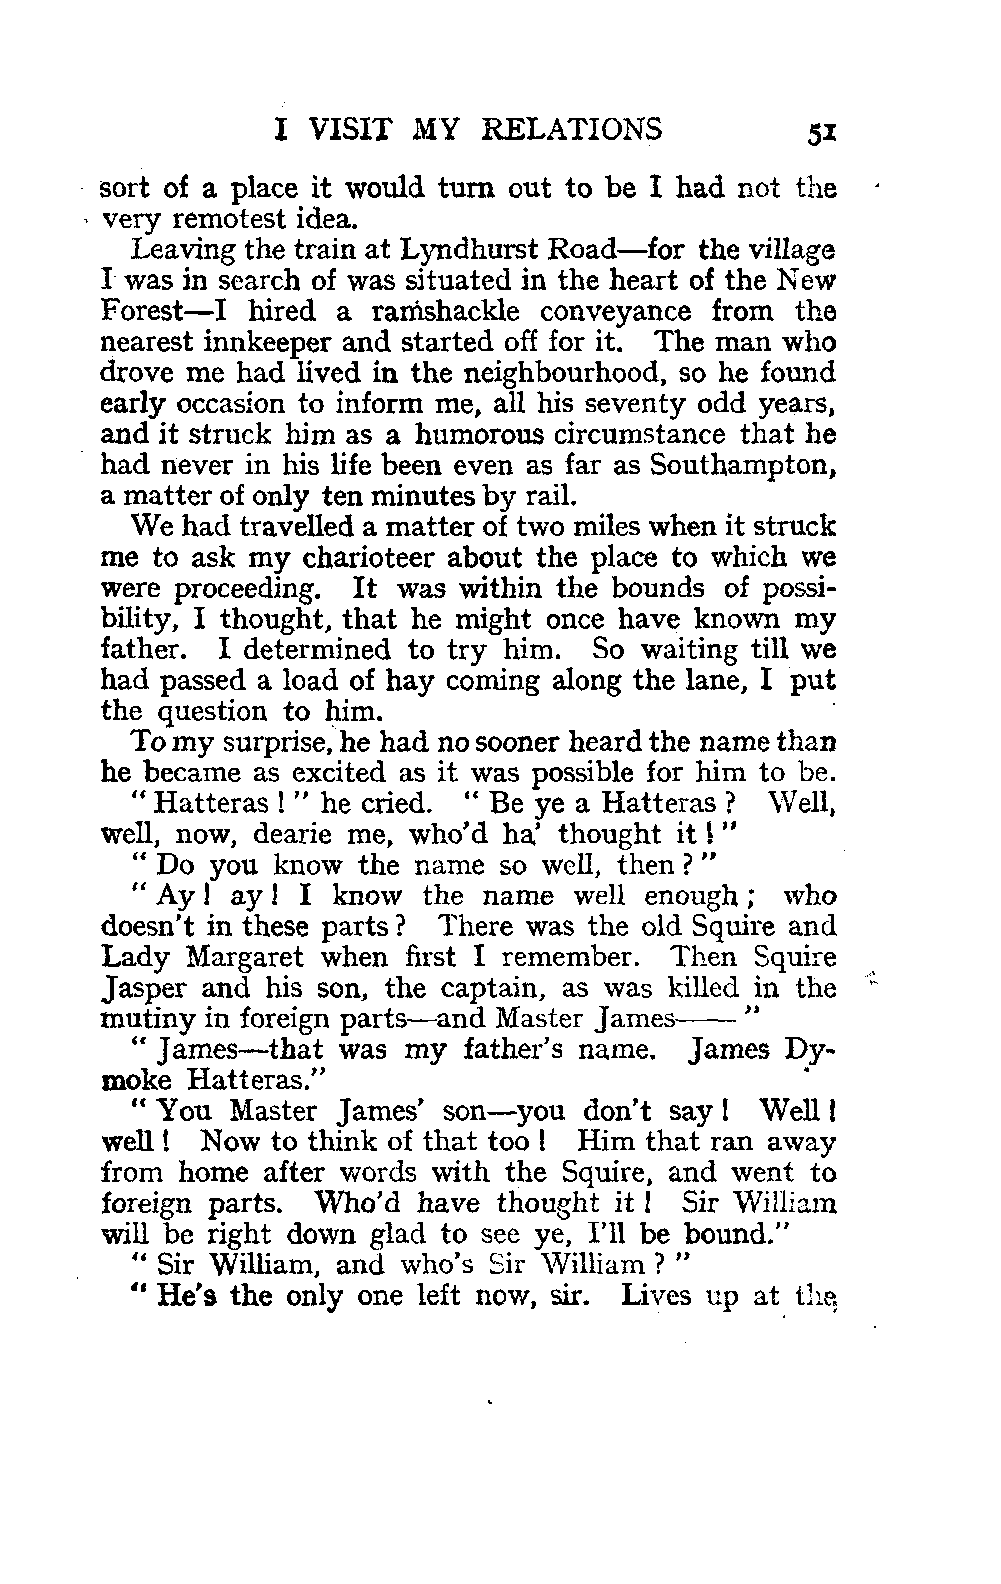 I VISIT MY RELATIONS 51
sort of a place it would turn out to be I had not the
very remotest idea.
Leaving the train at Lyndhurst Road—for the village
I was in search of was situated in the heart of the New
Forest—I hired a ramshackle conveyance from the
nearest innkeeper and started off for it. The man who
drove me had lived in the neighbourhood, so he found
early occasion to inform me, all his seventy odd years,
and it struck him as a humorous circumstance that he
had never in his life been even as far as Southampton,
a matter of only ten minutes by rail.
We had travelled a matter of two miles when it struck
me to ask my charioteer about the place to which we
were proceeding. It was within the bounds of possi-
bility, I thought, that he might once have known my
father. I determined to try him. So waiting till we
had passed a load of hay coming along the lane, I put
the question to him.
To my surprise, he had no sooner heard the name than
he became as excited as it was possible for him to be.
“ Hatteras ! ” he cried. “ Be ye a Hatteras ? Well,
well, now, dearie me, who'd ha' thought it ! ”
“ Do you know the name so well, then ? ”
“ Ay ! ay ! I know the name well enough ; who
doesn't in these parts ? There was the old Squire and
Lady Margaret when first I remember. Then Squire
Jasper and his son, the captain, as was killed in the
mutiny in foreign parts—and Master James—— ”
“ James—that was my father's name. James Dy-
moke Hatteras.”
“ You Master James' son—you don't say ! Well !
well ! Now to think of that too ! Him that ran away
from home after words with the Squire, and went to
foreign parts. Who'd have thought it ! Sir William
will be right down glad to see ye, I'll be bound.”
“ Sir William, and who's Sir William ? ”
“ He's the only one left now, sir. Lives up at the